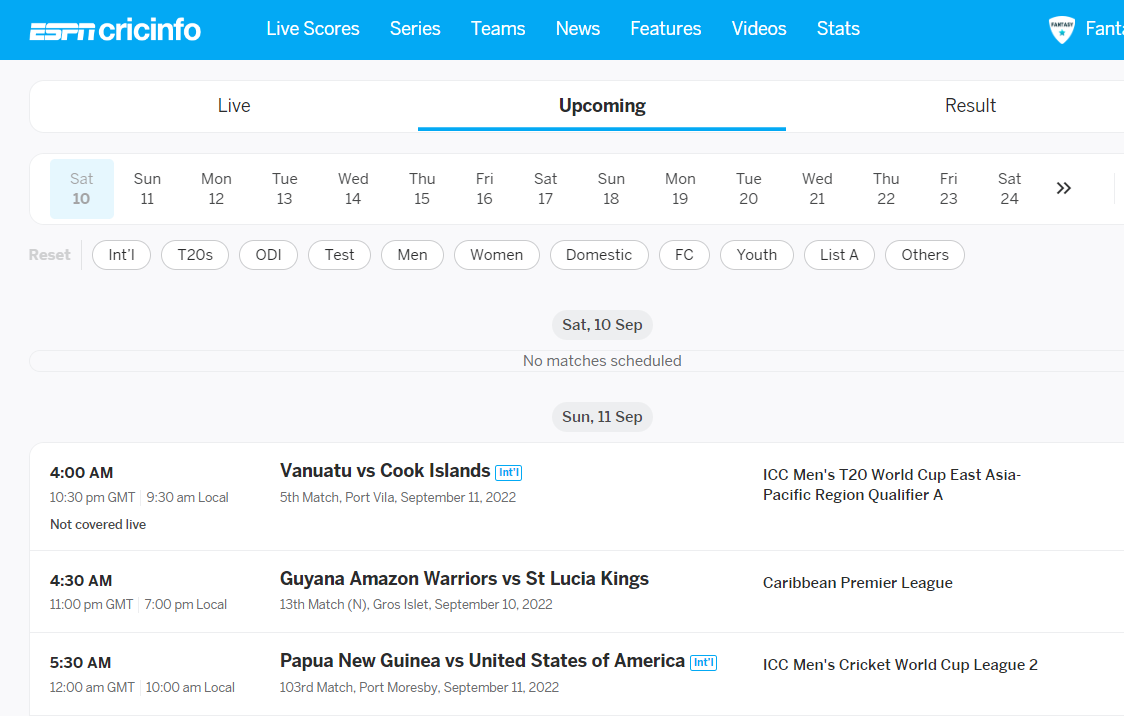 ESPN cricinfo Live Scores Series Teams News Features Videos Stats FANTASY Fanta
Live Upcoming Result
Sat Sun Mon Tue Wed Thu Fri Sat Sun Mon Tue Wed Thu Fri Sat
10 11 12 13 14 15 16 17 18 19 20 21 22 23 24 »
Reset Int'l T20s ODI Test Men Women Domestic FC Youth List A Others
Sat, 10 Sep
No matches scheduled
Sun, 11 Sep
4:00 AM Vanuatu vs Cook Islands Int'l ICC Men's T20 World Cup East Asia-
10:30 pm GMT 9:30 am Local 5th Match, Port Vila, September 11, 2022 Pacific Region Qualifier A
Not covered live
4:30 AM Guyana Amazon Warriors vs St Lucia Kings Caribbean Premier League
11:00 pm GMT 7:00 pm Local 13th Match (N), Gros Islet, September 10, 2022
5:30 AM Papua New Guinea vs United States of America Int'l ICC Men's Cricket World Cup League 2
12:00 am GMT 10:00 am Local 103rd Match, Port Moresby, September 11, 2022